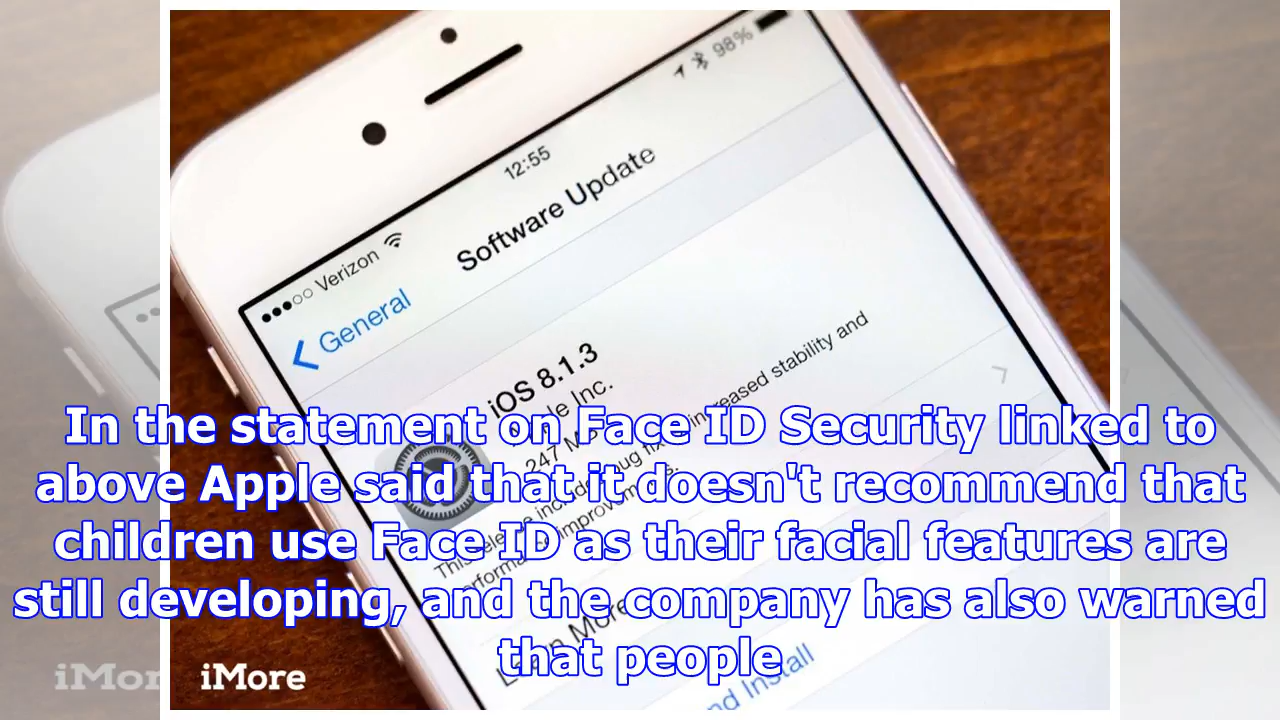 98%
12:55
Verizon
Software Update
General
iOS 8.1.3
Inc.
247
increased stability and
In the statement on Face ID Security linked to
above Apple said that it doesn't recommend that
children use Face ID as their facial features are
still developing, and the company has also warned
that people
Install
iMore